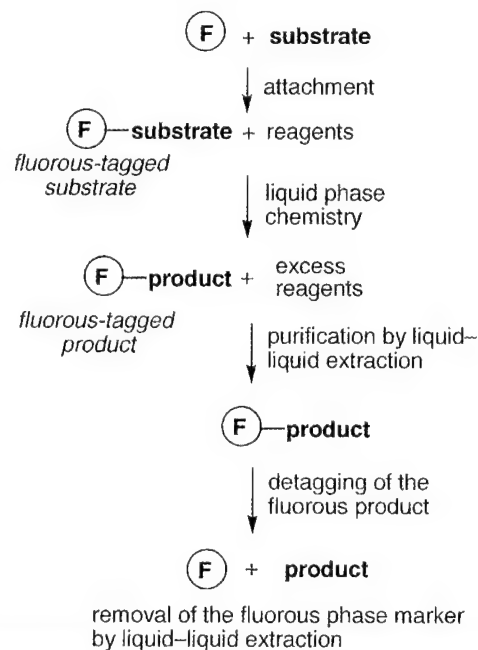 F + substrate
attachment
F—substrate + reagents
fluorous-tagged
substrate
liquid phase
chemistry
F—product + excess
reagents
fluorous-tagged
product
purification by liquid–
liquid extraction
F—product
detagging of the
fluorous product
F + product
removal of the fluorous phase marker
by liquid–liquid extraction